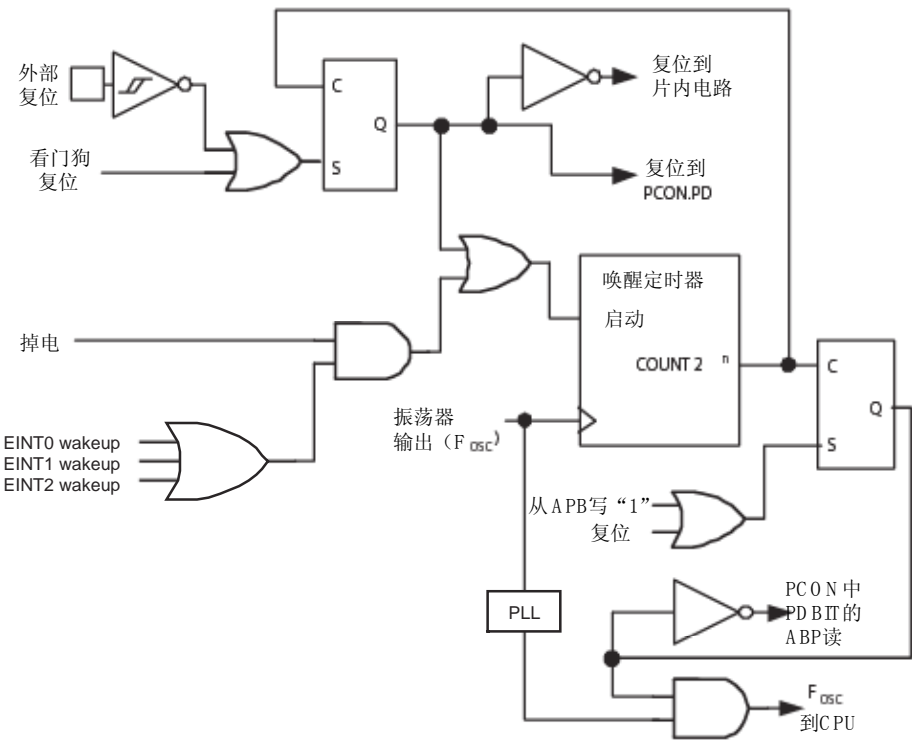 外部
复位
看门狗
复位
C
Q
S
复位到
片内电路
复位到
PCON.PD
唤醒定时器
启动
COUNT 2 n
掉电
EINT0 wakeup
EINT1 wakeup
EINT2 wakeup
振荡器
输出（F osc)
C
Q
S
从APB写“1”
复位
PLL
PCON中
PDBIT的
ABP读
F osc
到CPU